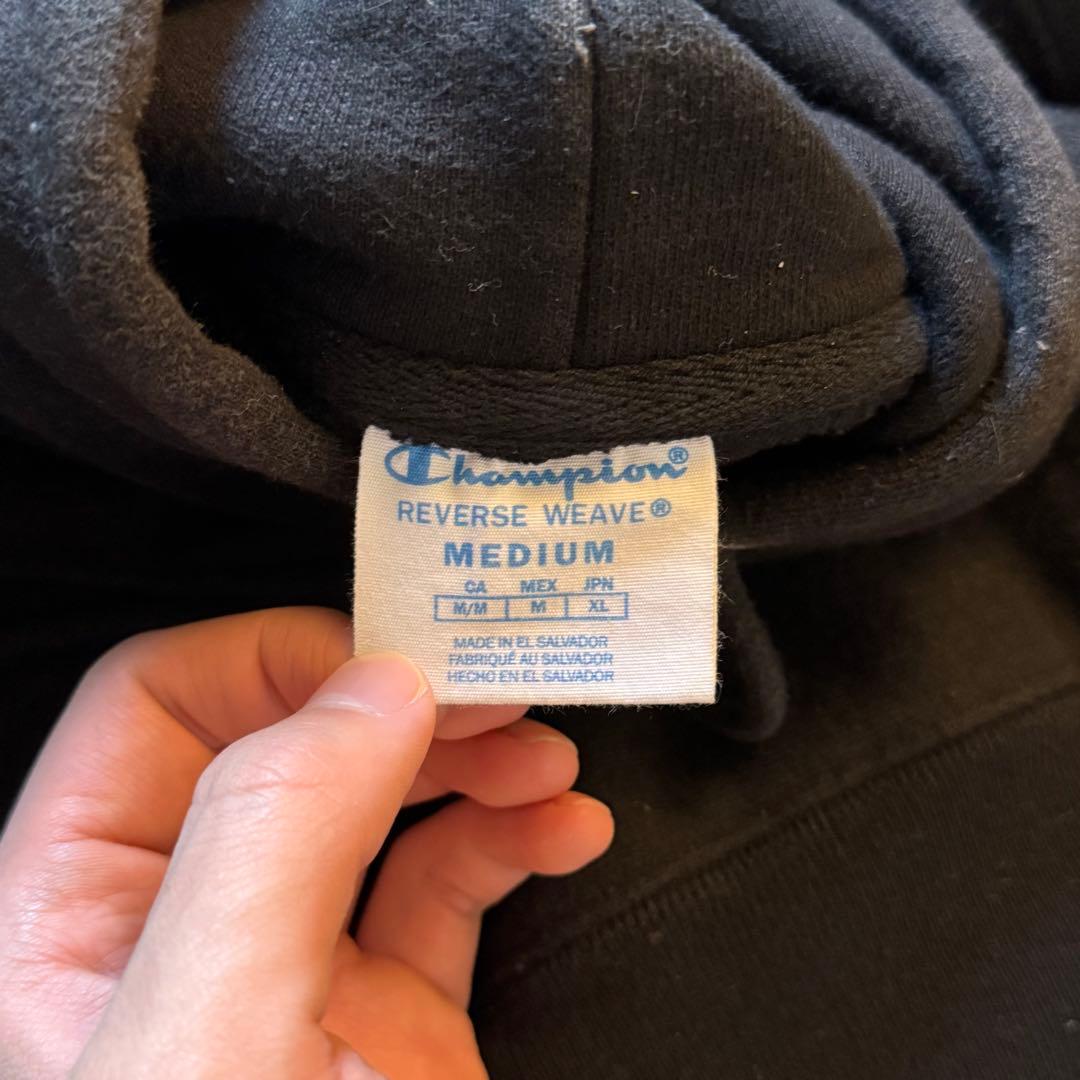 Champion®
REVERSE WEAVE®
MEDIUM
CA MEX JPN
M/M M XL
MADE IN EL SALVADOR
FABRIQUÉ AU SALVADOR
HECHO EN EL SALVADOR